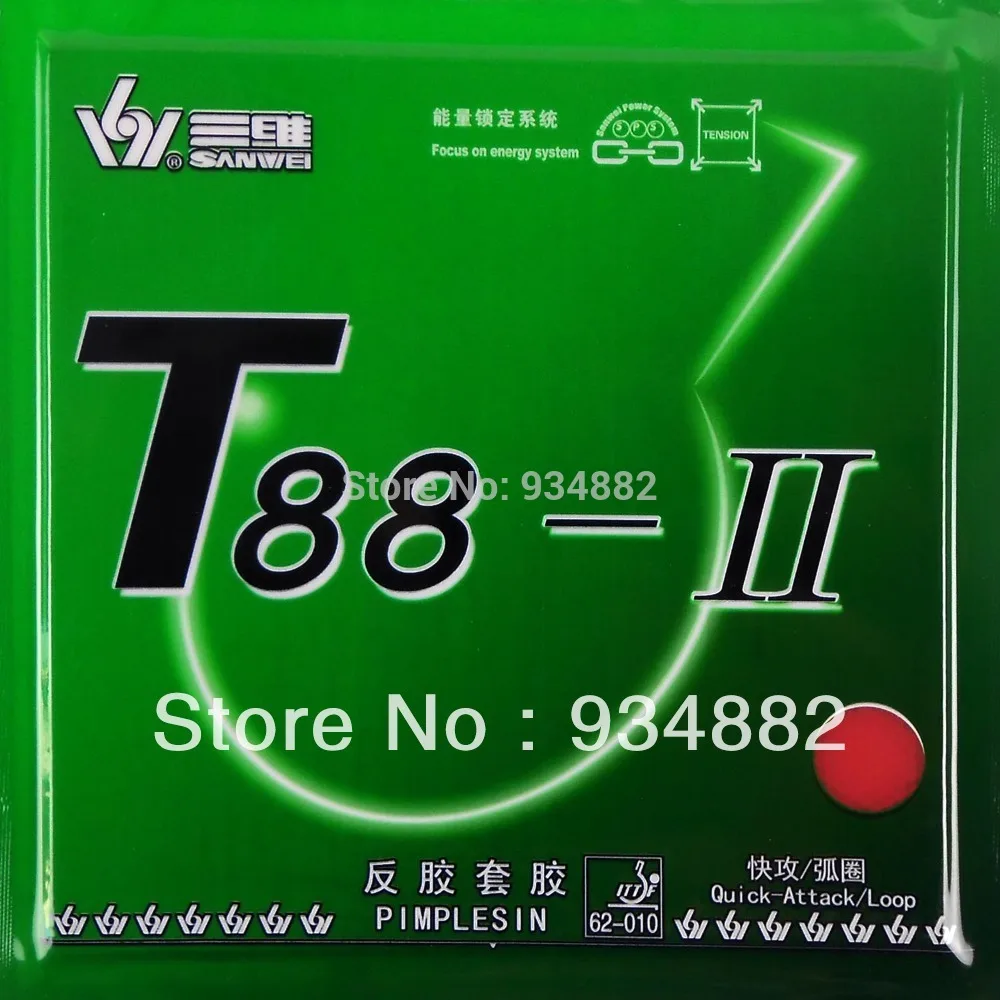 三维
SANWEI
®
能量锁定系统
Focus on energy system
Sanwei Power System
SPS
TENSION
T88-II
Store No: 934882
Store No : 934882
反胶套胶
PIMPLESIN
ITTF
62-010
快攻/弧圈
Quick-Attack/Loop